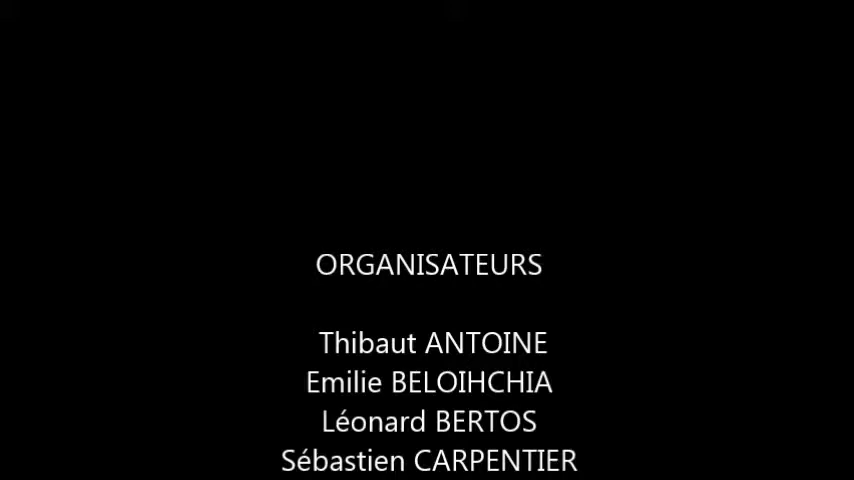 ORGANISATEURS
Thibaut ANTOINE
Emilie BELOIHCHIA
Léonard BERTOS
Sébastien CARPENTIER